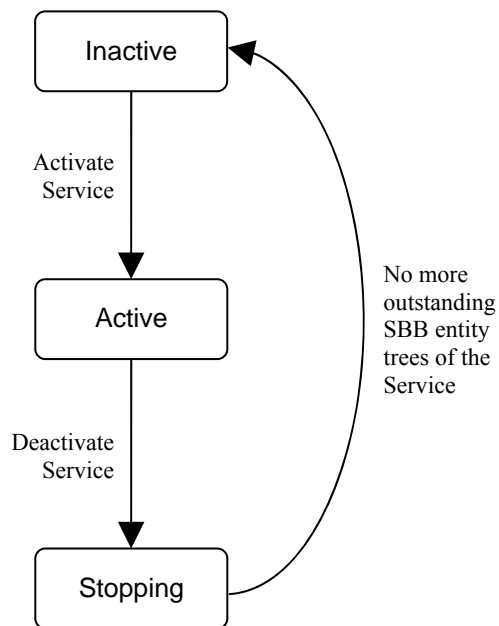 Inactive
Activate
Service
Active
No more
outstanding
SBB entity
trees of the
Service
Deactivate
Service
Stopping